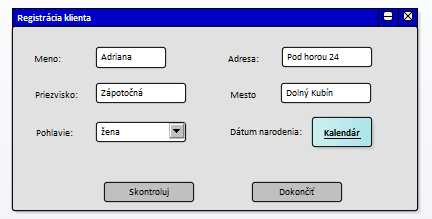 Registrácia klienta
Meno: Adriana Adresa: Pod horou 24
Priezvisko: Zápotočná Mesto Dolný Kubín
Pohlavie: žena Dátum narodenia: Kalendár
Skontroluj Dokončiť